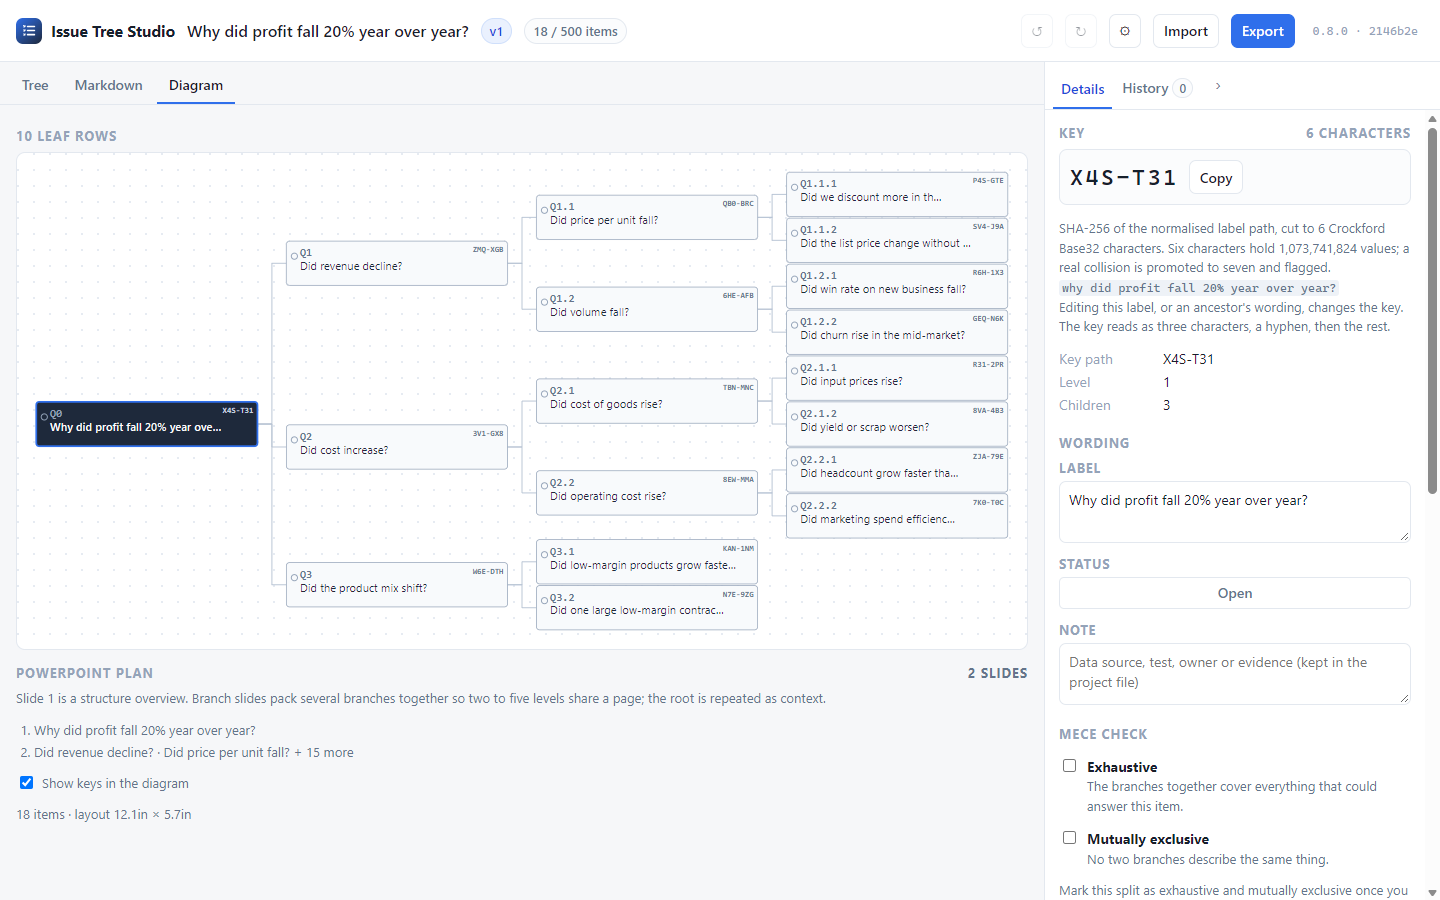 Issue Tree Studio Why did profit fall 20% year over year? v1 18 / 500 items
Import Export 0.8.0 · 2146b2e
Tree Markdown Diagram
10 LEAF ROWS
Q0 X4S-T31
Why did profit fall 20% year ove...
Q1 ZMQ-XGB
Did revenue decline?
Q2 3V1-GX8
Did cost increase?
Q3 W6E-DTH
Did the product mix shift?
Q1.1 QB0-BRC
Did price per unit fall?
Q1.2 6HE-AFB
Did volume fall?
Q2.1 TBN-MNC
Did cost of goods rise?
Q2.2 8EW-MMA
Did operating cost rise?
Q3.1 KAN-1NM
Did low-margin products grow faste...
Q3.2 N7E-9ZG
Did one large low-margin contrac...
Q1.1.1 P4S-GTE
Did we discount more in th...
Q1.1.2 SV4-J9A
Did the list price change without ...
Q1.2.1 R6H-1X3
Did win rate on new business fall?
Q1.2.2 GEQ-N6K
Did churn rise in the mid-market?
Q2.1.1 R31-2PR
Did input prices rise?
Q2.1.2 8VA-4B3
Did yield or scrap worsen?
Q2.2.1 ZJA-79E
Did headcount grow faster tha...
Q2.2.2 7K0-T0C
Did marketing spend efficienc...
POWERPOINT PLAN 2 SLIDES
Slide 1 is a structure overview. Branch slides pack several branches together so two to five levels share a page; the root is repeated as context.
1. Why did profit fall 20% year over year?
2. Did revenue decline? · Did price per unit fall? + 15 more
Show keys in the diagram
18 items · layout 12.1in × 5.7in
Details History 0
KEY 6 CHARACTERS
X4S-T31 Copy
SHA-256 of the normalised label path, cut to 6 Crockford
Base32 characters. Six characters hold 1,073,741,824 values; a
real collision is promoted to seven and flagged.
why did profit fall 20% year over year?
Editing this label, or an ancestor's wording, changes the key.
The key reads as three characters, a hyphen, then the rest.
Key path X4S-T31
Level 1
Children 3
WORDING
LABEL
Why did profit fall 20% year over year?
STATUS
Open
NOTE
Data source, test, owner or evidence (kept in the
project file)
MECE CHECK
Exhaustive
The branches together cover everything that could
answer this item.
Mutually exclusive
No two branches describe the same thing.
Mark this split as exhaustive and mutually exclusive once you